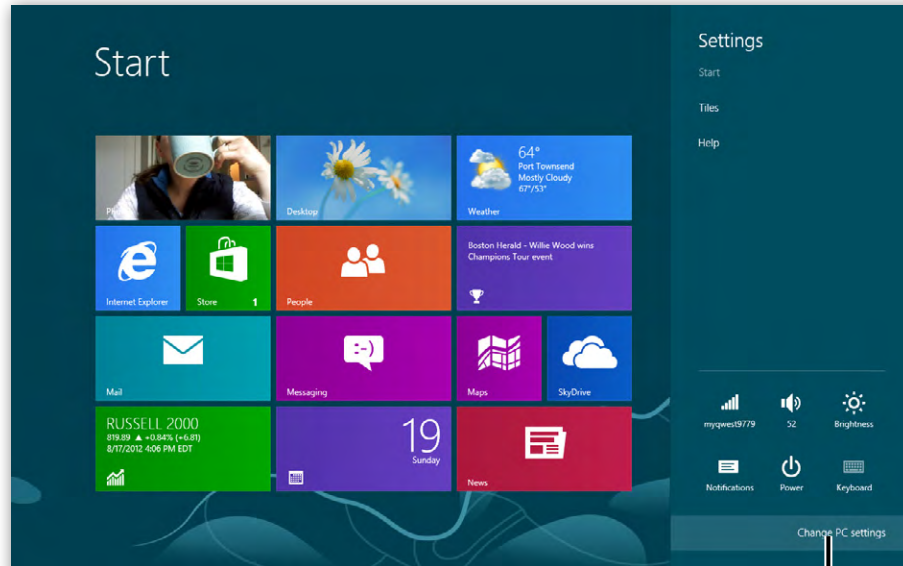 Start
Settings
Start
Tiles
Help
Desktop
64°
Port Townsend
Mostly Cloudy
67°/53°
Weather
Internet Explorer
Store 1
People
Boston Herald - Willie Wood wins
Champions Tour event
Mail
:-)
Messaging
Maps
SkyDrive
RUSSELL 2000
819.89 ▲ +0.84% (+6.81)
8/17/2012 4:06 PM EDT
19
Sunday
News
myqwest9779
52
Brightness
Notifications
Power
Keyboard
Change PC settings